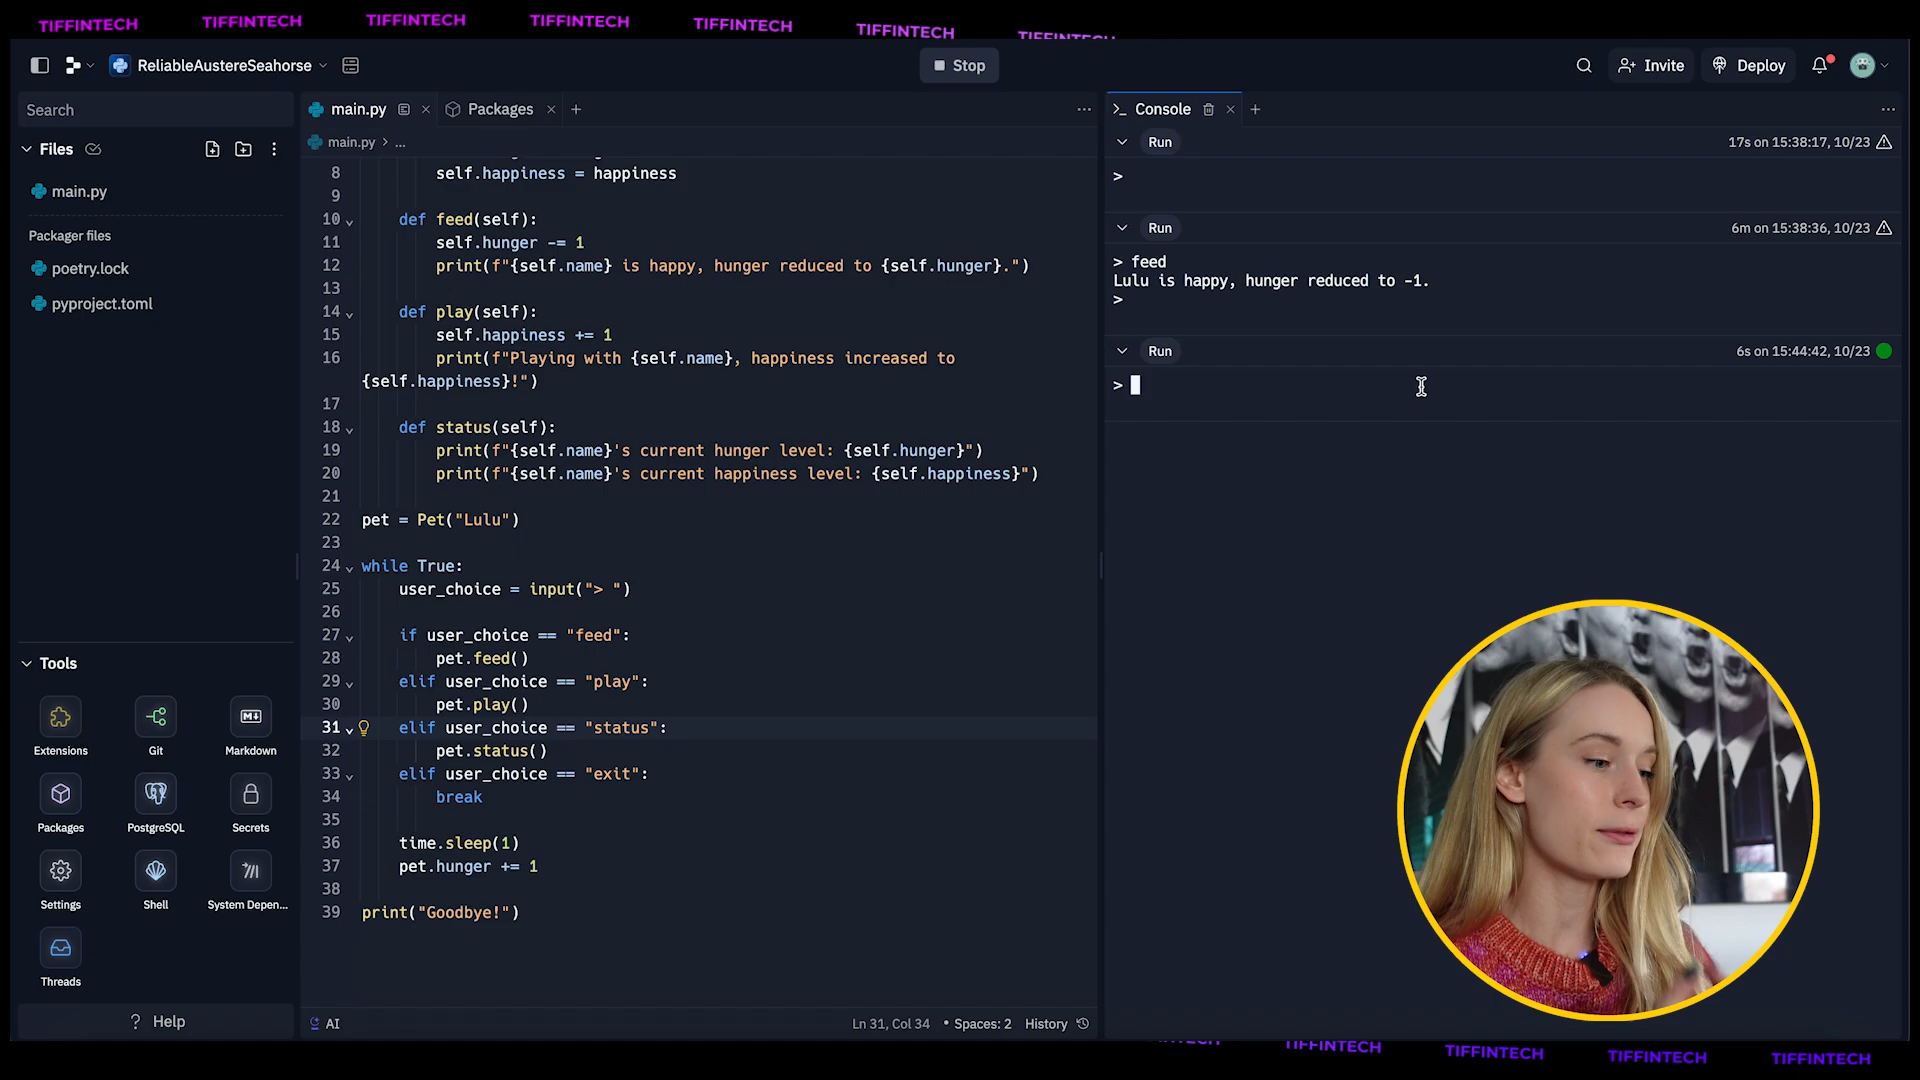 TIFFINTECH TIFFINTECH TIFFINTECH TIFFINTECH TIFFINTECH TIFFINTECH TIFFINTECH
ReliableAustereSeahorse
Stop
Invite
Deploy
Search
Files
main.py
Packager files
poetry.lock
pyproject.toml
Tools
Extensions
Git
Markdown
Packages
PostgreSQL
Secrets
Settings
Shell
System Depen...
Threads
? Help
main.py
Packages
main.py > ...
8 self.happiness = happiness
9
10 def feed(self):
11 self.hunger -= 1
12 print(f"{self.name} is happy, hunger reduced to {self.hunger}.")
13
14 def play(self):
15 self.happiness += 1
16 print(f"Playing with {self.name}, happiness increased to
{self.happiness}!")
17
18 def status(self):
19 print(f"{self.name}'s current hunger level: {self.hunger}")
20 print(f"{self.name}'s current happiness level: {self.happiness}")
21
22 pet = Pet("Lulu")
23
24 while True:
25 user_choice = input("> ")
26
27 if user_choice == "feed":
28 pet.feed()
29 elif user_choice == "play":
30 pet.play()
31 elif user_choice == "status":
32 pet.status()
33 elif user_choice == "exit":
34 break
35
36 time.sleep(1)
37 pet.hunger += 1
38
39 print("Goodbye!")
AI
Ln 31, Col 34 • Spaces: 2 History
Console
Run 17s on 15:38:17, 10/23
>
Run 6m on 15:38:36, 10/23
> feed
Lulu is happy, hunger reduced to -1.
>
Run 6s on 15:44:42, 10/23
>
TIFFINTECH TIFFINTECH TIFFINTECH TIFFINTECH